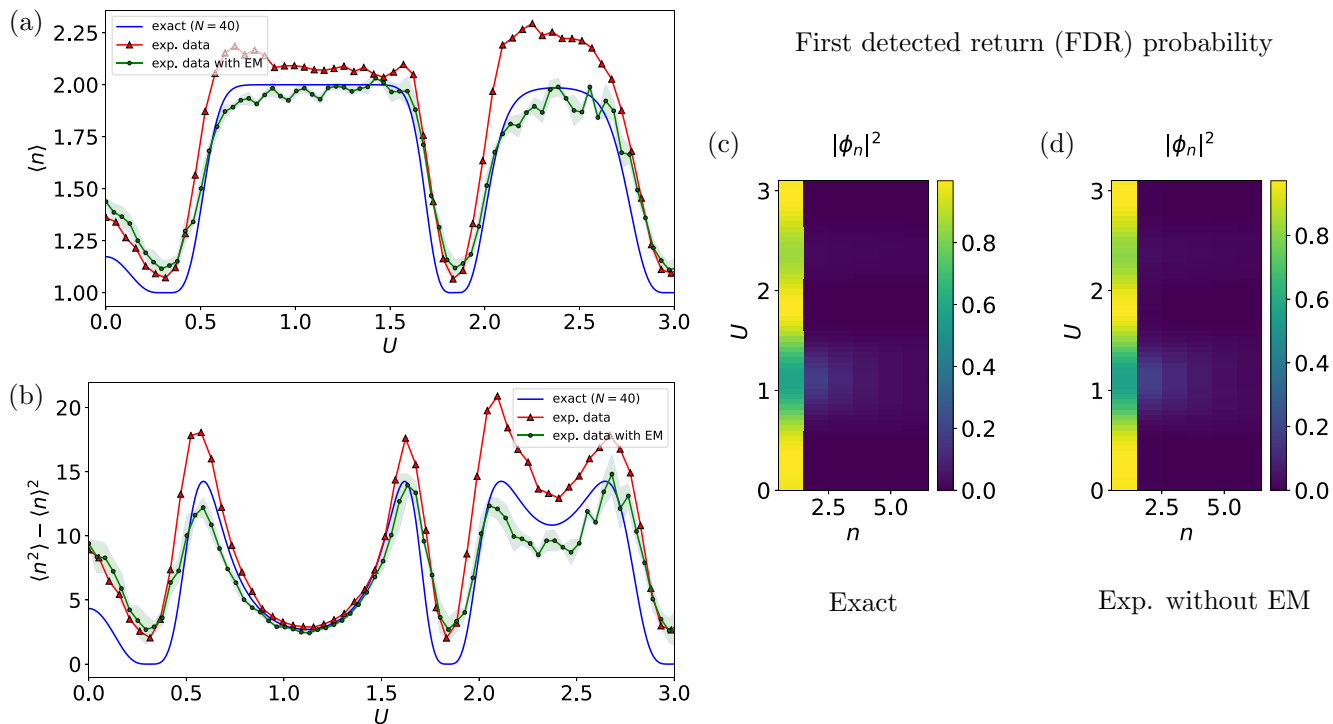 (a)
exact (N = 40)
exp. data
exp. data with EM
2.25
2.00
1.75
1.50
1.25
1.00
⟨n⟩
0.0 0.5 1.0 1.5 2.0 2.5 3.0
U
(b)
exact (N = 40)
exp. data
exp. data with EM
20
15
10
5
0
⟨n²⟩ − ⟨n⟩²
0.0 0.5 1.0 1.5 2.0 2.5 3.0
U
First detected return (FDR) probability
(c)
|ϕₙ|²
3
2
1
0
U
2.5 5.0
n
0.8
0.6
0.4
0.2
0.0
Exact
(d)
|ϕₙ|²
3
2
1
0
U
2.5 5.0
n
0.8
0.6
0.4
0.2
0.0
Exp. without EM